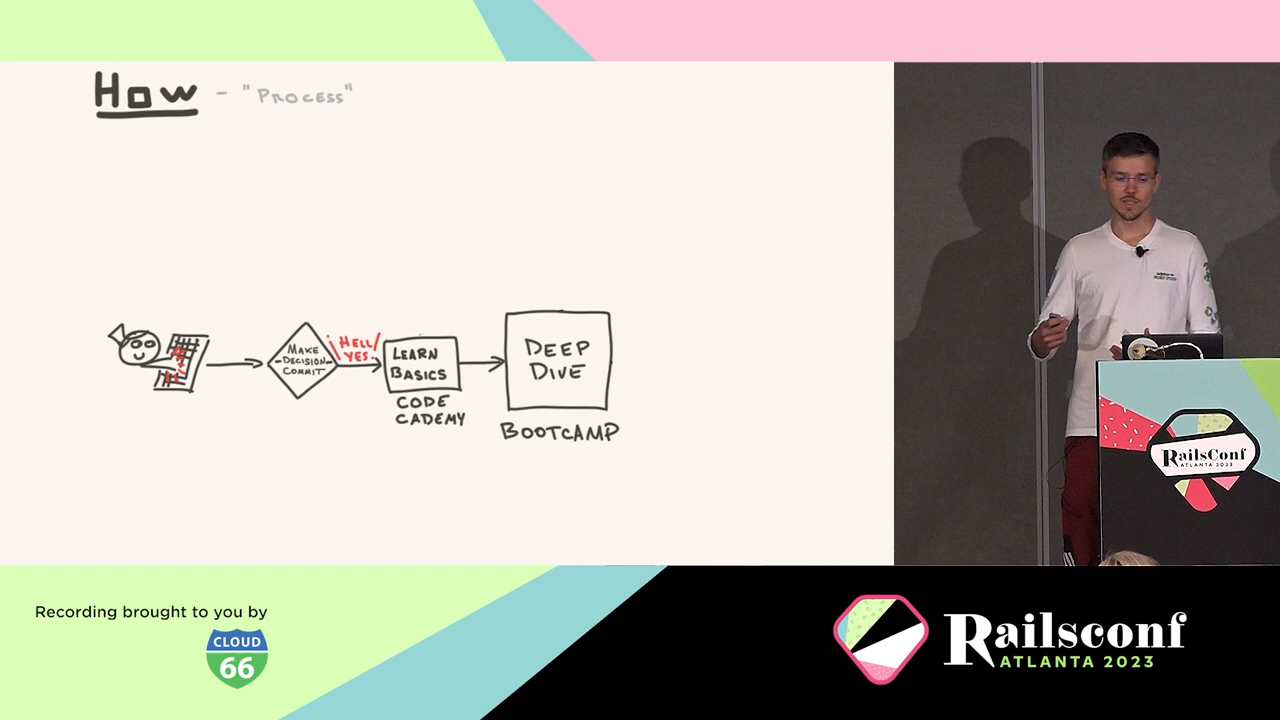 How - "PROCESS"
MAKE
DECISION
COMMIT
HELL
YES.
LEARN
BASICS
CODE
CADEMY
DEEP
DIVE
BOOTCAMP
RailsConf
ATLANTA 2023
Recording brought to you by
CLOUD
66
Railsconf
ATLANTA 2023